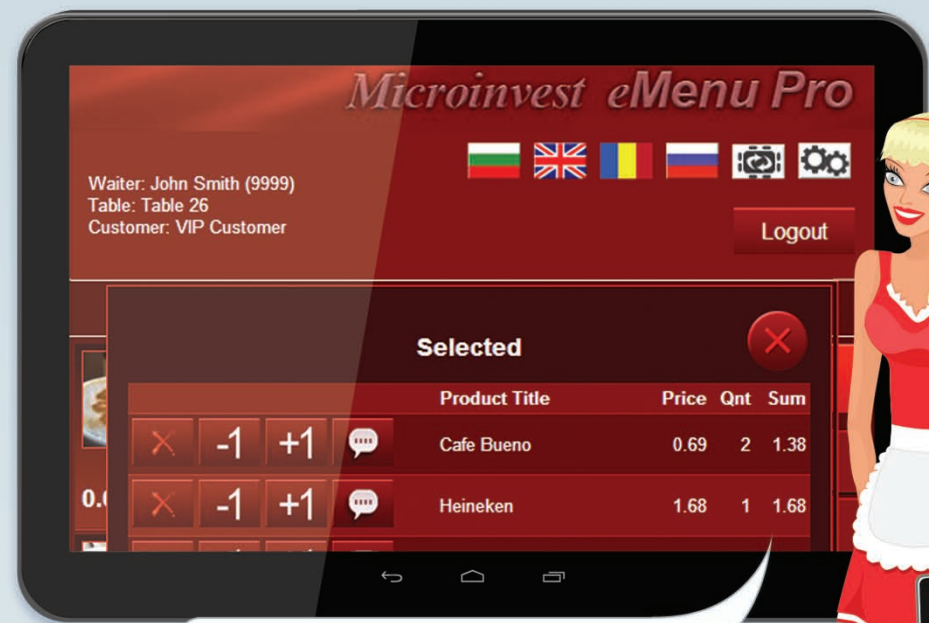 Microinvest eMenu Pro
Waiter: John Smith (9999)
Table: Table 26
Customer: VIP Customer
Logout
Selected
Product Title Price Qnt Sum
-1 +1 Cafe Bueno 0.69 2 1.38
-1 +1 Heineken 1.68 1 1.68